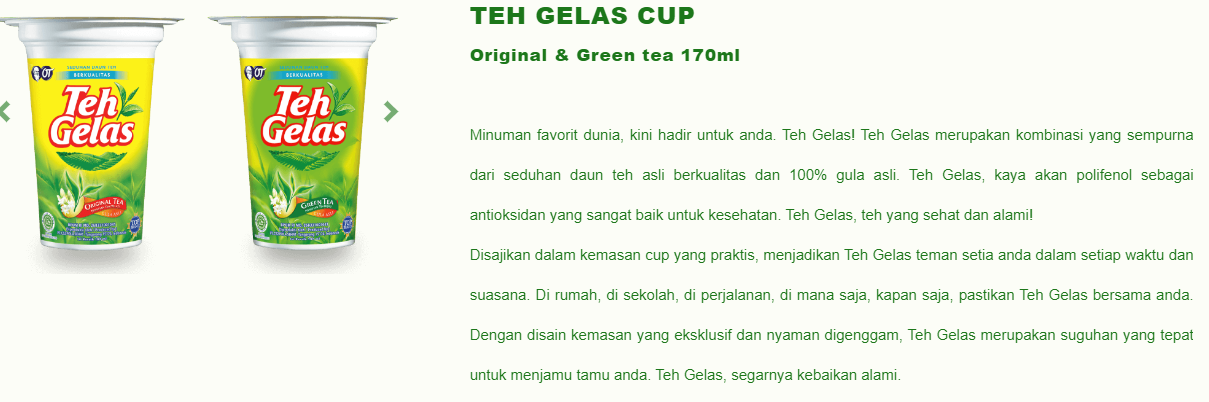 TEH GELAS CUP
Original & Green tea 170ml
Minuman favorit dunia, kini hadir untuk anda. Teh Gelas! Teh Gelas merupakan kombinasi yang sempurna
dari seduhan daun teh asli berkualitas dan 100% gula asli. Teh Gelas, kaya akan polifenol sebagai
antioksidan yang sangat baik untuk kesehatan. Teh Gelas, teh yang sehat dan alami!
Disajikan dalam kemasan cup yang praktis, menjadikan Teh Gelas teman setia anda dalam setiap waktu dan
suasana. Di rumah, di sekolah, di perjalanan, di mana saja, kapan saja, pastikan Teh Gelas bersama anda.
Dengan disain kemasan yang eksklusif dan nyaman digenggam, Teh Gelas merupakan suguhan yang tepat
untuk menjamu tamu anda. Teh Gelas, segarnya kebaikan alami.
OT
SEDUHAN DAUN TEH
BERKUALITAS
Teh
Gelas
ORIGINAL TEA
OT
SEDUHAN DAUN TEH
BERKUALITAS
Teh
Gelas
GREEN TEA